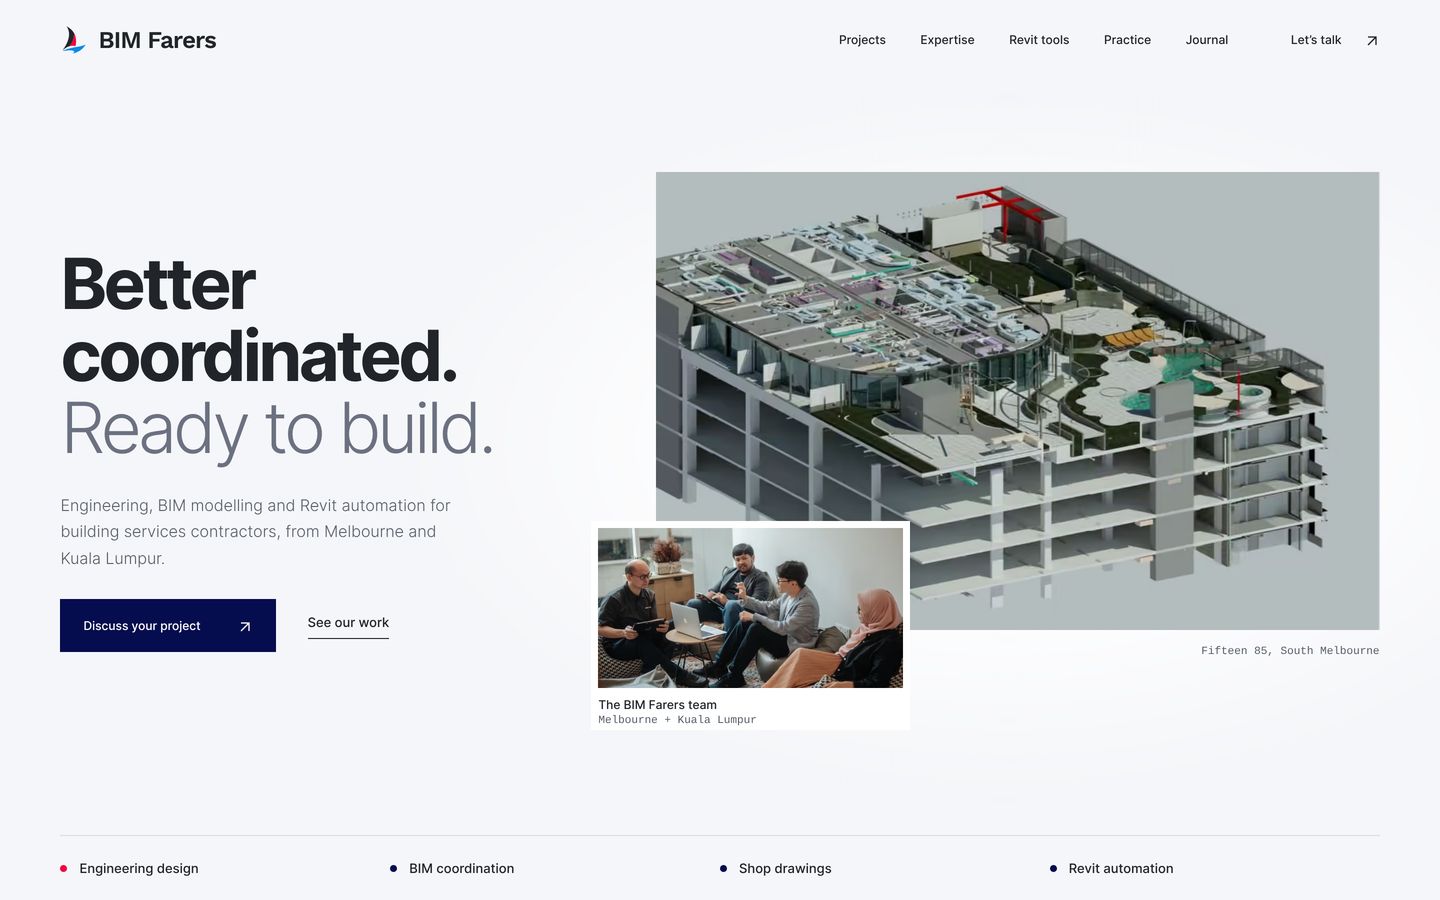 BIM Farers
Projects
Expertise
Revit tools
Practice
Journal
Let's talk
Better
coordinated.
Ready to build.
Engineering, BIM modelling and Revit automation for
building services contractors, from Melbourne and
Kuala Lumpur.
Discuss your project
See our work
Fifteen 85, South Melbourne
The BIM Farers team
Melbourne + Kuala Lumpur
Engineering design
BIM coordination
Shop drawings
Revit automation